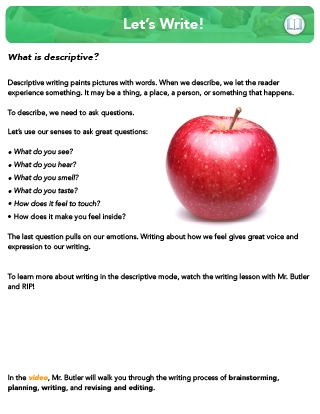 Let's Write!
What is descriptive?
Descriptive writing paints pictures with words. When we describe, we let the reader
experience something. It may be a thing, a place, a person, or something that happens.
To describe, we need to ask questions.
Let's use our senses to ask great questions:
• What do you see?
• What do you hear?
• What do you smell?
• What do you taste?
• How does it feel to touch?
• How does it make you feel inside?
The last question pulls on our emotions. Writing about how we feel gives great voice and
expression to our writing.
To learn more about writing in the descriptive mode, watch the writing lesson with Mr. Butler
and RIP!
In the video, Mr. Butler will walk you through the writing process of brainstorming,
planning, writing, and revising and editing.